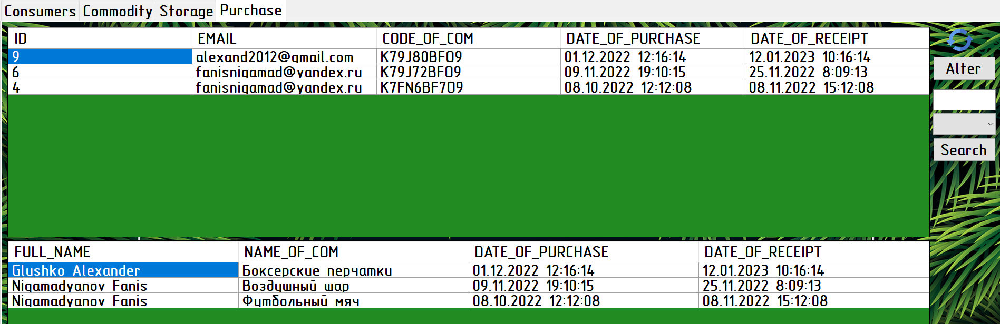 Consumers Commodity Storage Purchase
ID EMAIL CODE_OF_COM DATE_OF_PURCHASE DATE_OF_RECEIPT
9 alexand2012@gmail.com K79J80BFO9 01.12.2022 12:16:14 12.01.2023 10:16:14
6 fanisnigamad@yandex.ru K79J72BFO9 09.11.2022 19:10:15 25.11.2022 8:09:13
4 fanisnigamad@yandex.ru K7FN6BF7O9 08.10.2022 12:12:08 08.11.2022 15:12:08
Alter
Search
FULL_NAME NAME_OF_COM DATE_OF_PURCHASE DATE_OF_RECEIPT
Glushko Alexander Боксерские перчатки 01.12.2022 12:16:14 12.01.2023 10:16:14
Nigamadyanov Fanis Воздушный шар 09.11.2022 19:10:15 25.11.2022 8:09:13
Nigamadyanov Fanis Футбольный мяч 08.10.2022 12:12:08 08.11.2022 15:12:08